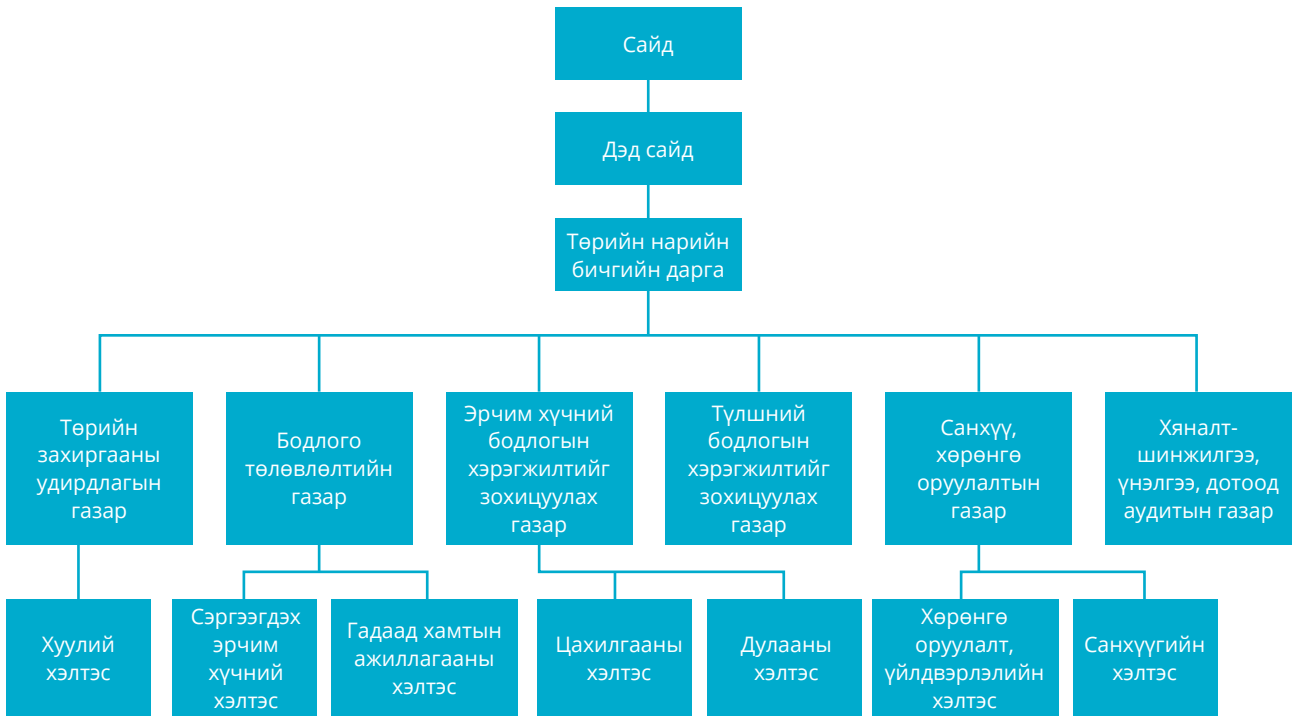 Сайд
Дэд сайд
Төрийн нарийн
бичгийн дарга
Төрийн
захиргааны
удирдлагын
газар
Бодлого
төлөвлөлтийн
газар
Эрчим хүчний
бодлогын
хэрэгжилтийг
зохицуулах
газар
Түлшний
бодлогын
хэрэгжилтийг
зохицуулах
газар
Санхүү,
хөрөнгө
оруулалтын
газар
Хяналт-
шинжилгээ,
үнэлгээ, дотоод
аудитын газар
Хуулий
хэлтэс
Сэргээгдэх
эрчим
хүчний
хэлтэс
Гадаад хамтын
ажиллагааны
хэлтэс
Цахилгааны
хэлтэс
Дулааны
хэлтэс
Хөрөнгө
оруулалт,
үйлдвэрлэлийн
хэлтэс
Санхүүгийн
хэлтэс